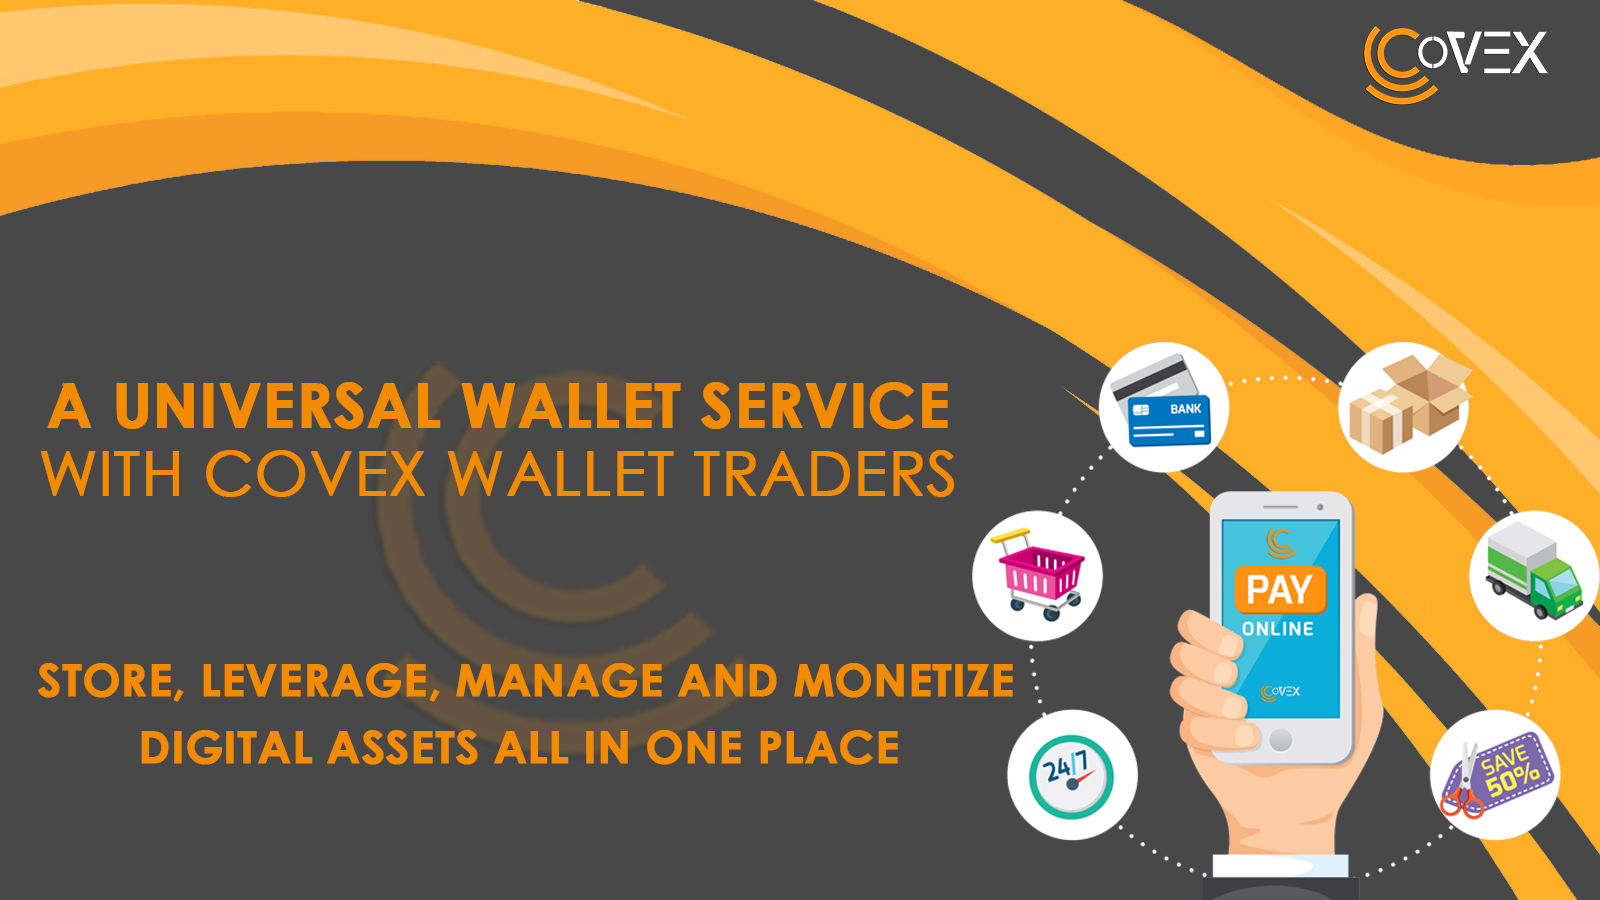 COVEX
A UNIVERSAL WALLET SERVICE
WITH COVEX WALLET TRADERS
STORE, LEVERAGE, MANAGE AND MONETIZE
DIGITAL ASSETS ALL IN ONE PLACE
BANK
PAY
ONLINE
COVEX
24/7
SAVE
50%